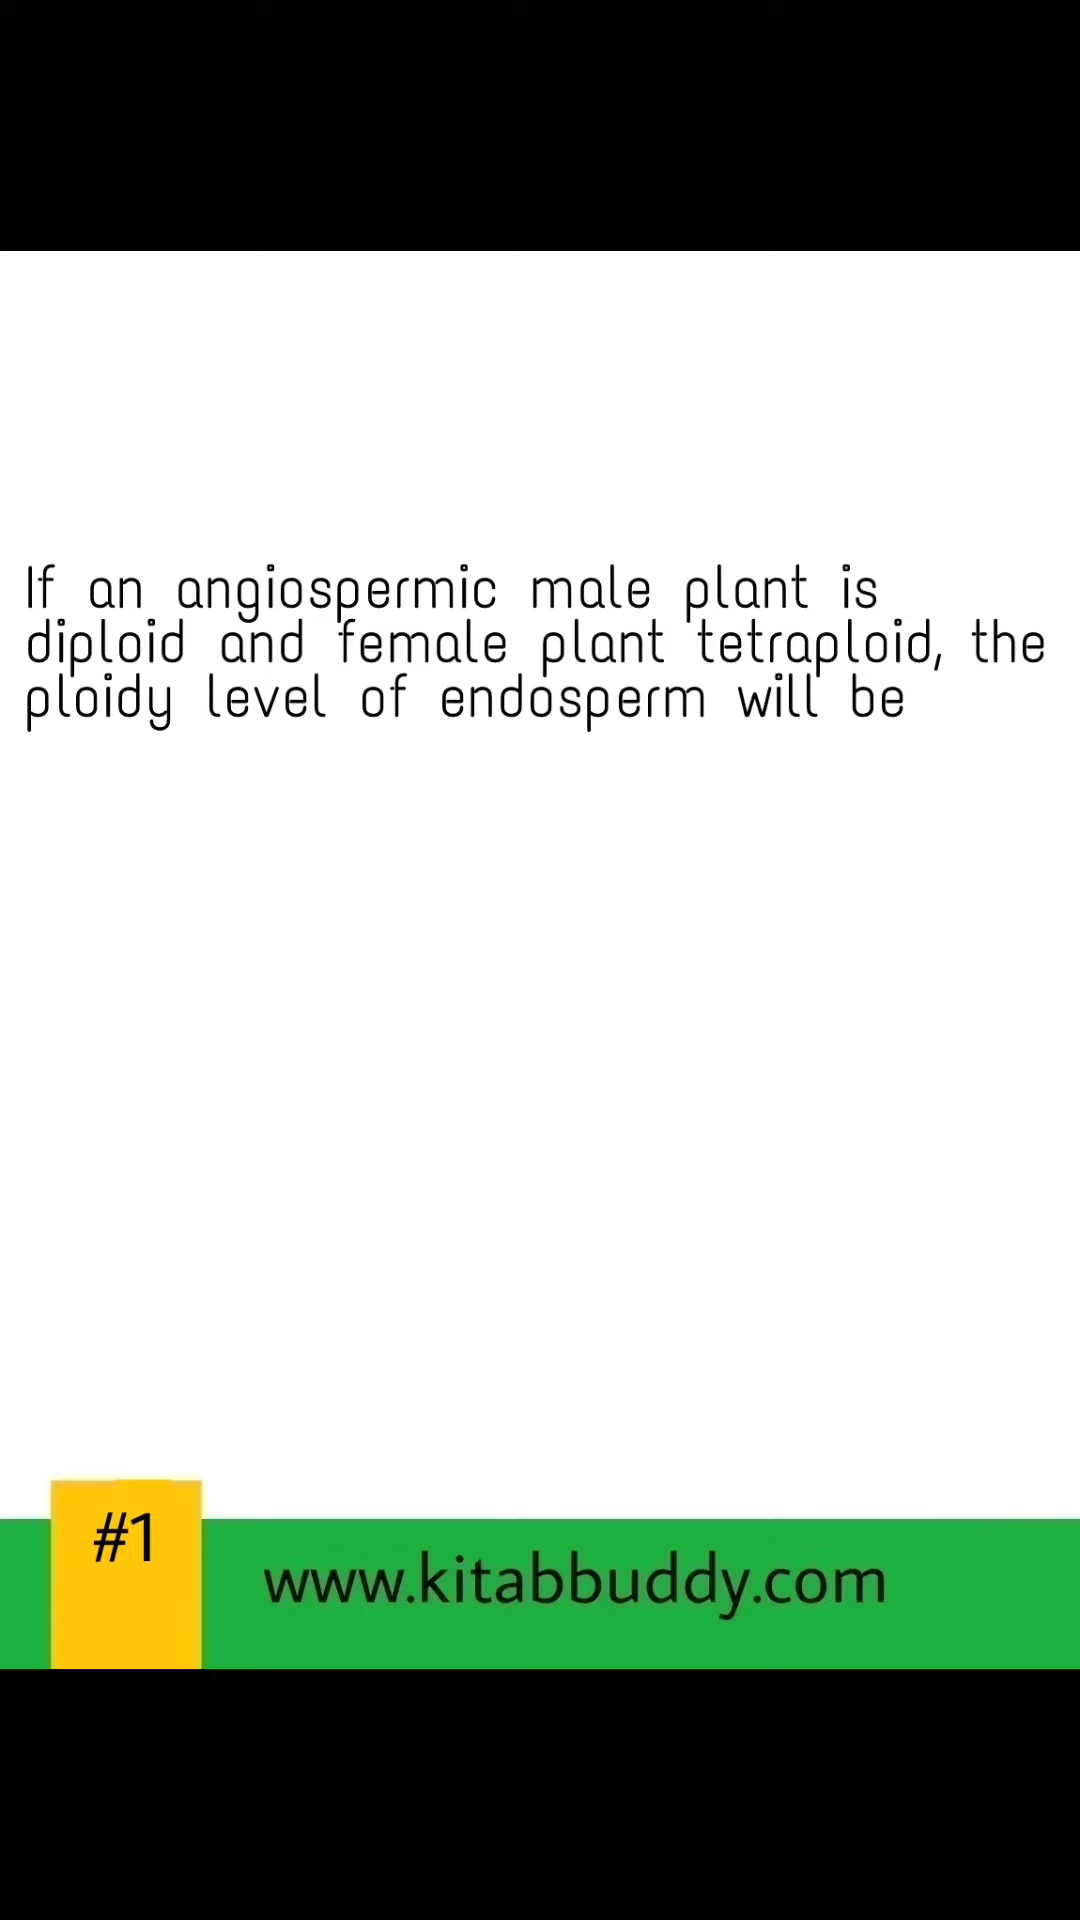 If an angiospermic male plant is
diploid and female plant tetraploid, the
ploidy level of endosperm will be
#1
www.kitabbuddy.com